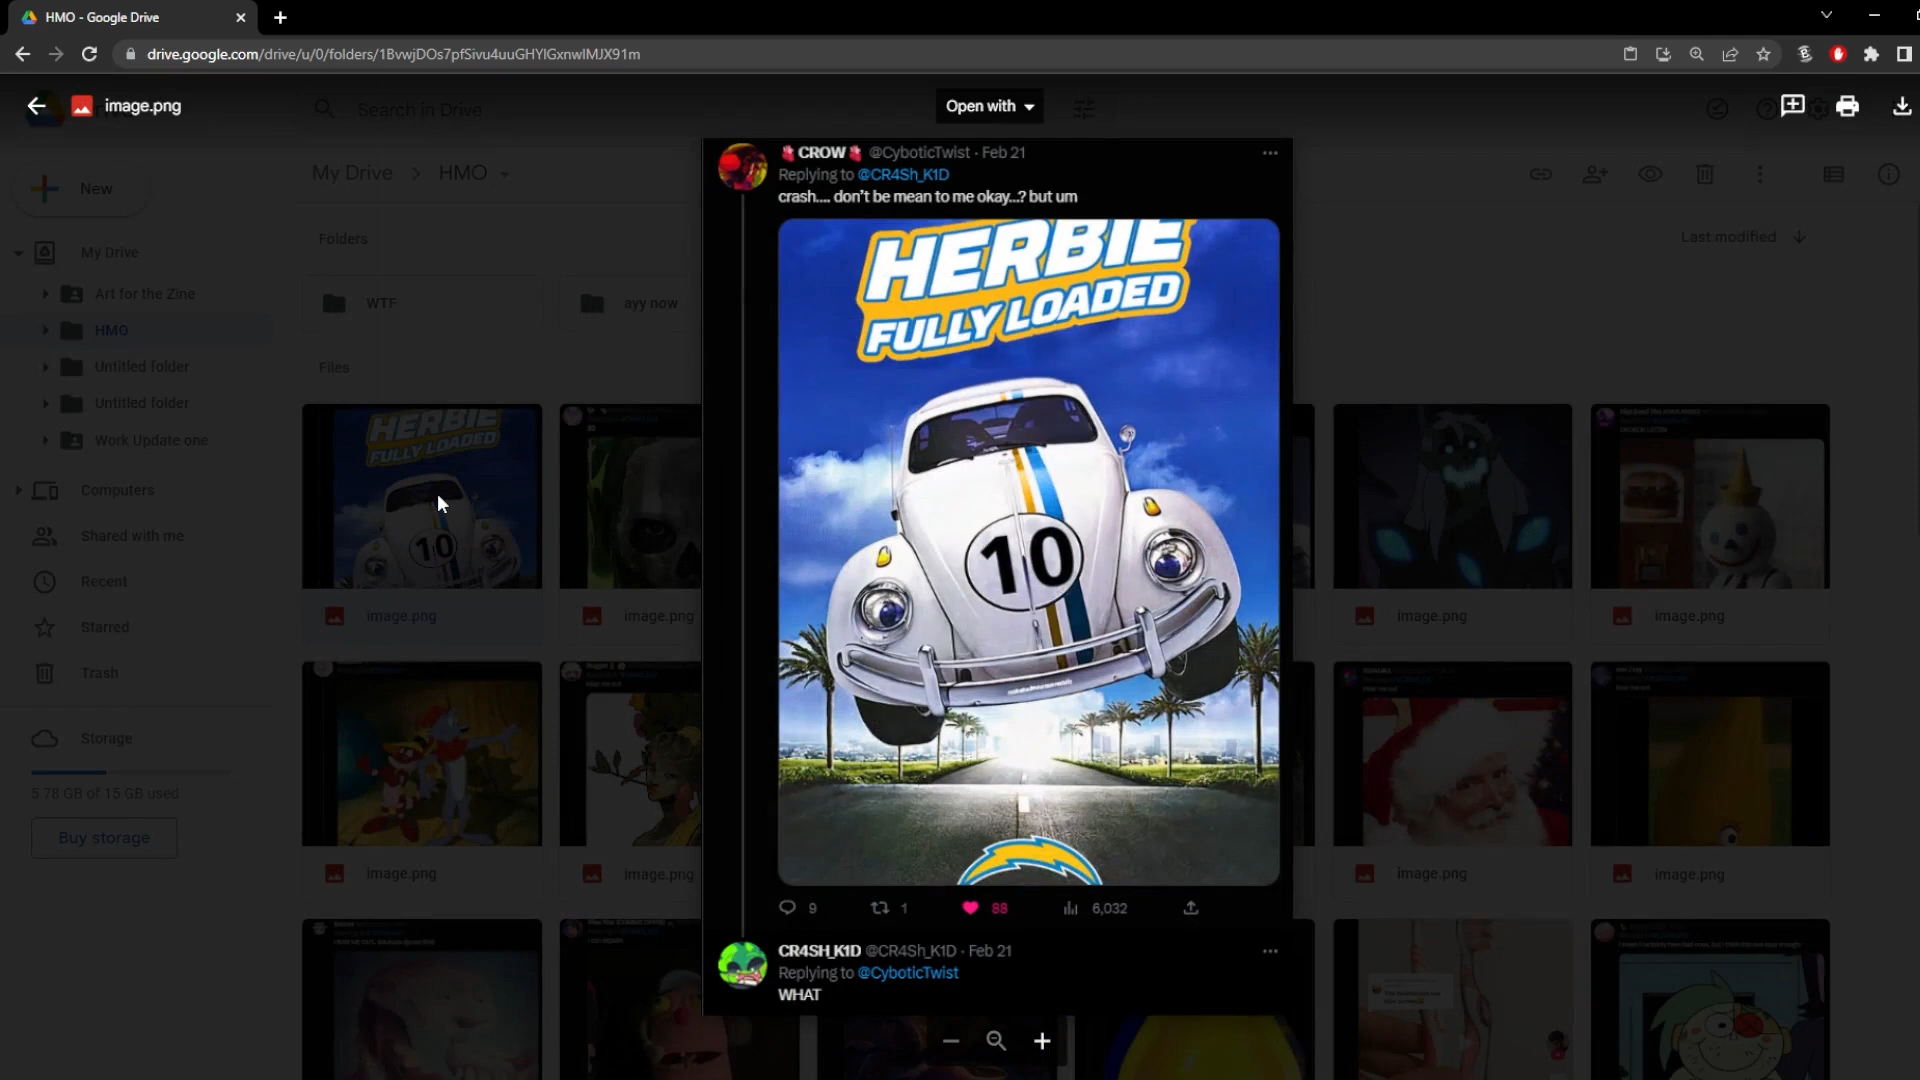 HMO - Google Drive
drive.google.com/drive/u/0/folders/1BvwjDOs7pfSivu4uuGHYIGxnwIMJX91m
image.png
Search in Drive
Open with
New
My Drive > HMO
My Drive
Art for the Zine
HMO
Untitled folder
Untitled folder
Work Update one
Computers
Shared with me
Recent
Starred
Trash
Storage
5.78 GB of 15 GB used
Buy storage
Folders
WTF
ayy now
Last modified
Files
CROW @CyboticTwist · Feb 21
Replying to @CR4Sh_K1D
crash.... don't be mean to me okay...? but um
HERBIE
FULLY LOADED
10
9 1 88 6,032
CR4SH_K1D @CR4Sh_K1D · Feb 21
Replying to @CyboticTwist
WHAT
HERBIE
FULLY LOADED
10
image.png
image.png
image.png
image.png
image.png
image.png
image.png
image.png